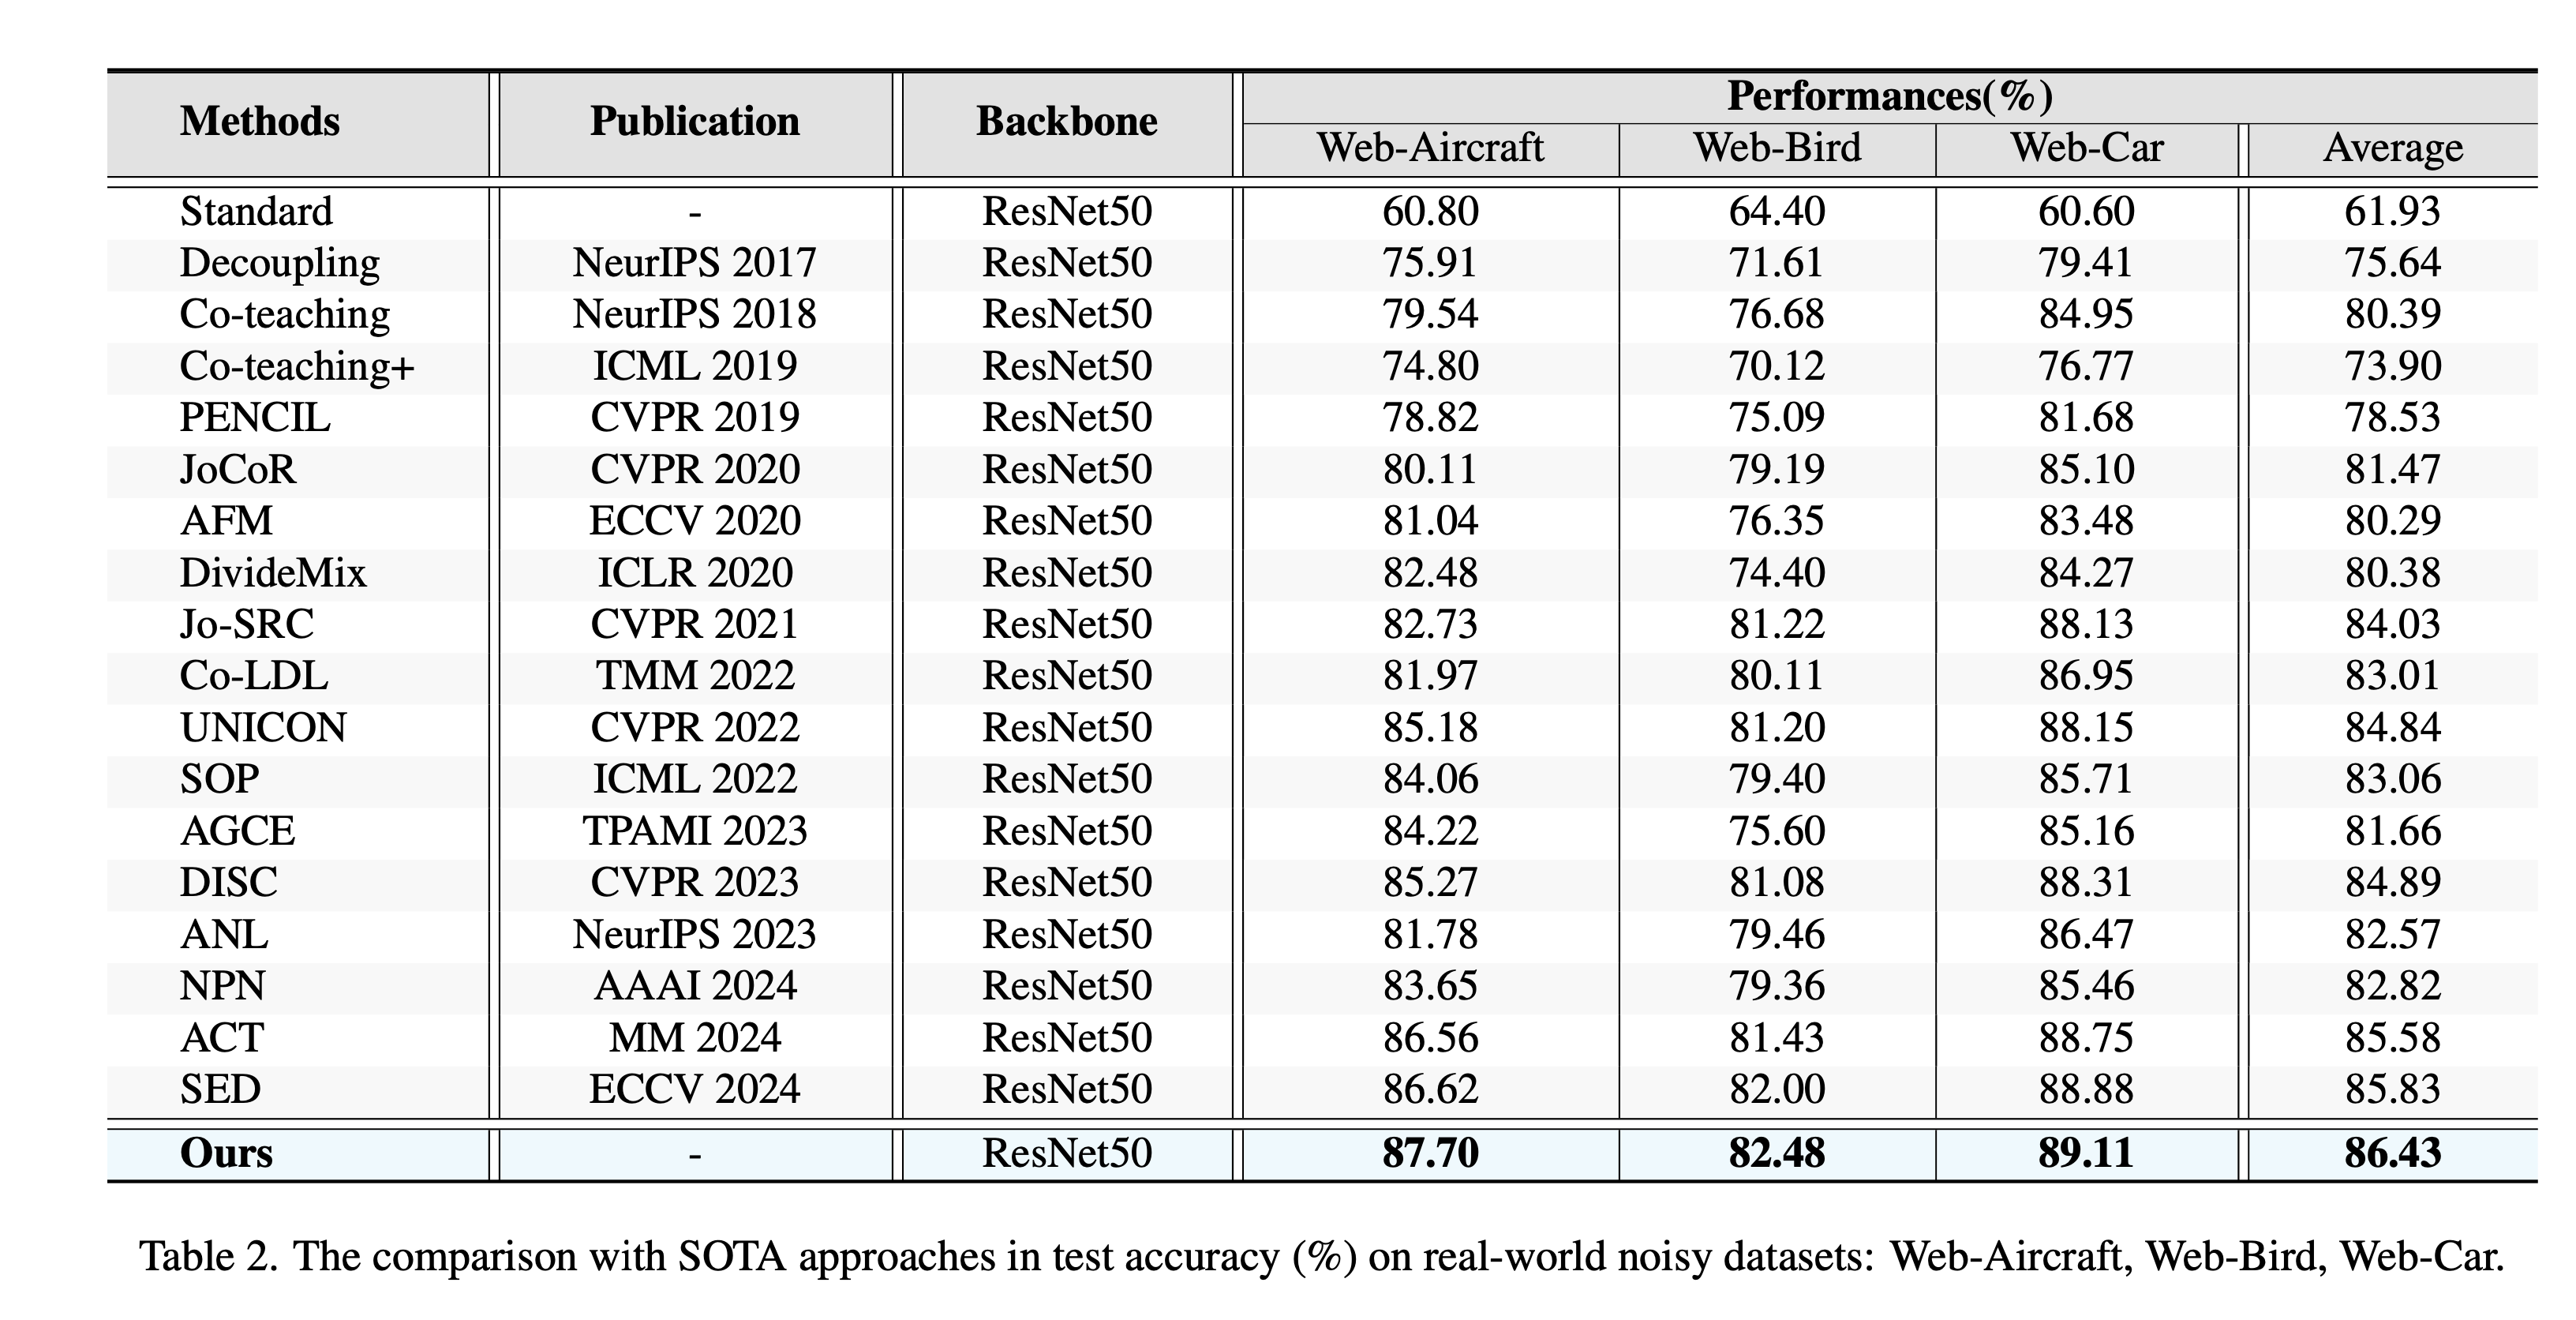 Methods Publication Backbone Performances(%)
Web-Aircraft Web-Bird Web-Car Average
Standard - ResNet50 60.80 64.40 60.60 61.93
Decoupling NeurIPS 2017 ResNet50 75.91 71.61 79.41 75.64
Co-teaching NeurIPS 2018 ResNet50 79.54 76.68 84.95 80.39
Co-teaching+ ICML 2019 ResNet50 74.80 70.12 76.77 73.90
PENCIL CVPR 2019 ResNet50 78.82 75.09 81.68 78.53
JoCoR CVPR 2020 ResNet50 80.11 79.19 85.10 81.47
AFM ECCV 2020 ResNet50 81.04 76.35 83.48 80.29
DivideMix ICLR 2020 ResNet50 82.48 74.40 84.27 80.38
Jo-SRC CVPR 2021 ResNet50 82.73 81.22 88.13 84.03
Co-LDL TMM 2022 ResNet50 81.97 80.11 86.95 83.01
UNICON CVPR 2022 ResNet50 85.18 81.20 88.15 84.84
SOP ICML 2022 ResNet50 84.06 79.40 85.71 83.06
AGCE TPAMI 2023 ResNet50 84.22 75.60 85.16 81.66
DISC CVPR 2023 ResNet50 85.27 81.08 88.31 84.89
ANL NeurIPS 2023 ResNet50 81.78 79.46 86.47 82.57
NPN AAAI 2024 ResNet50 83.65 79.36 85.46 82.82
ACT MM 2024 ResNet50 86.56 81.43 88.75 85.58
SED ECCV 2024 ResNet50 86.62 82.00 88.88 85.83
Ours - ResNet50 87.70 82.48 89.11 86.43
Table 2. The comparison with SOTA approaches in test accuracy (%) on real-world noisy datasets: Web-Aircraft, Web-Bird, Web-Car.